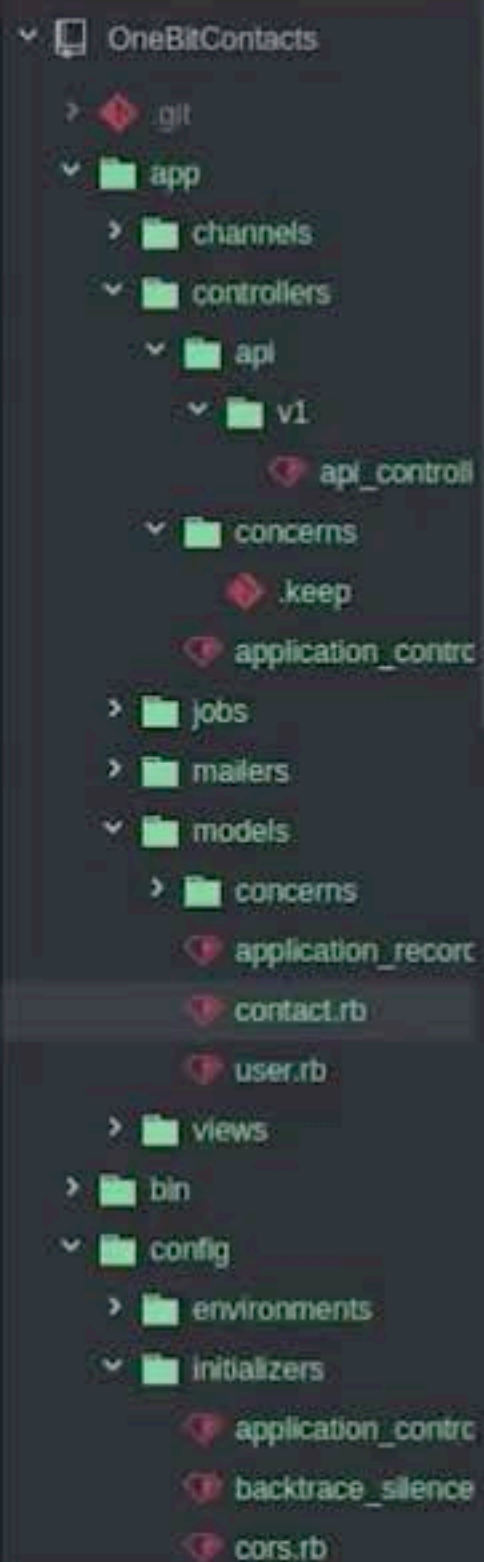 OneBitContacts
.git
app
channels
controllers
api
v1
api_controll
concerns
.keep
application_contrc
jobs
mailers
models
concerns
application_recorc
contact.rb
user.rb
views
bin
config
environments
initializers
application_contrc
backtrace_silence
cors.rb